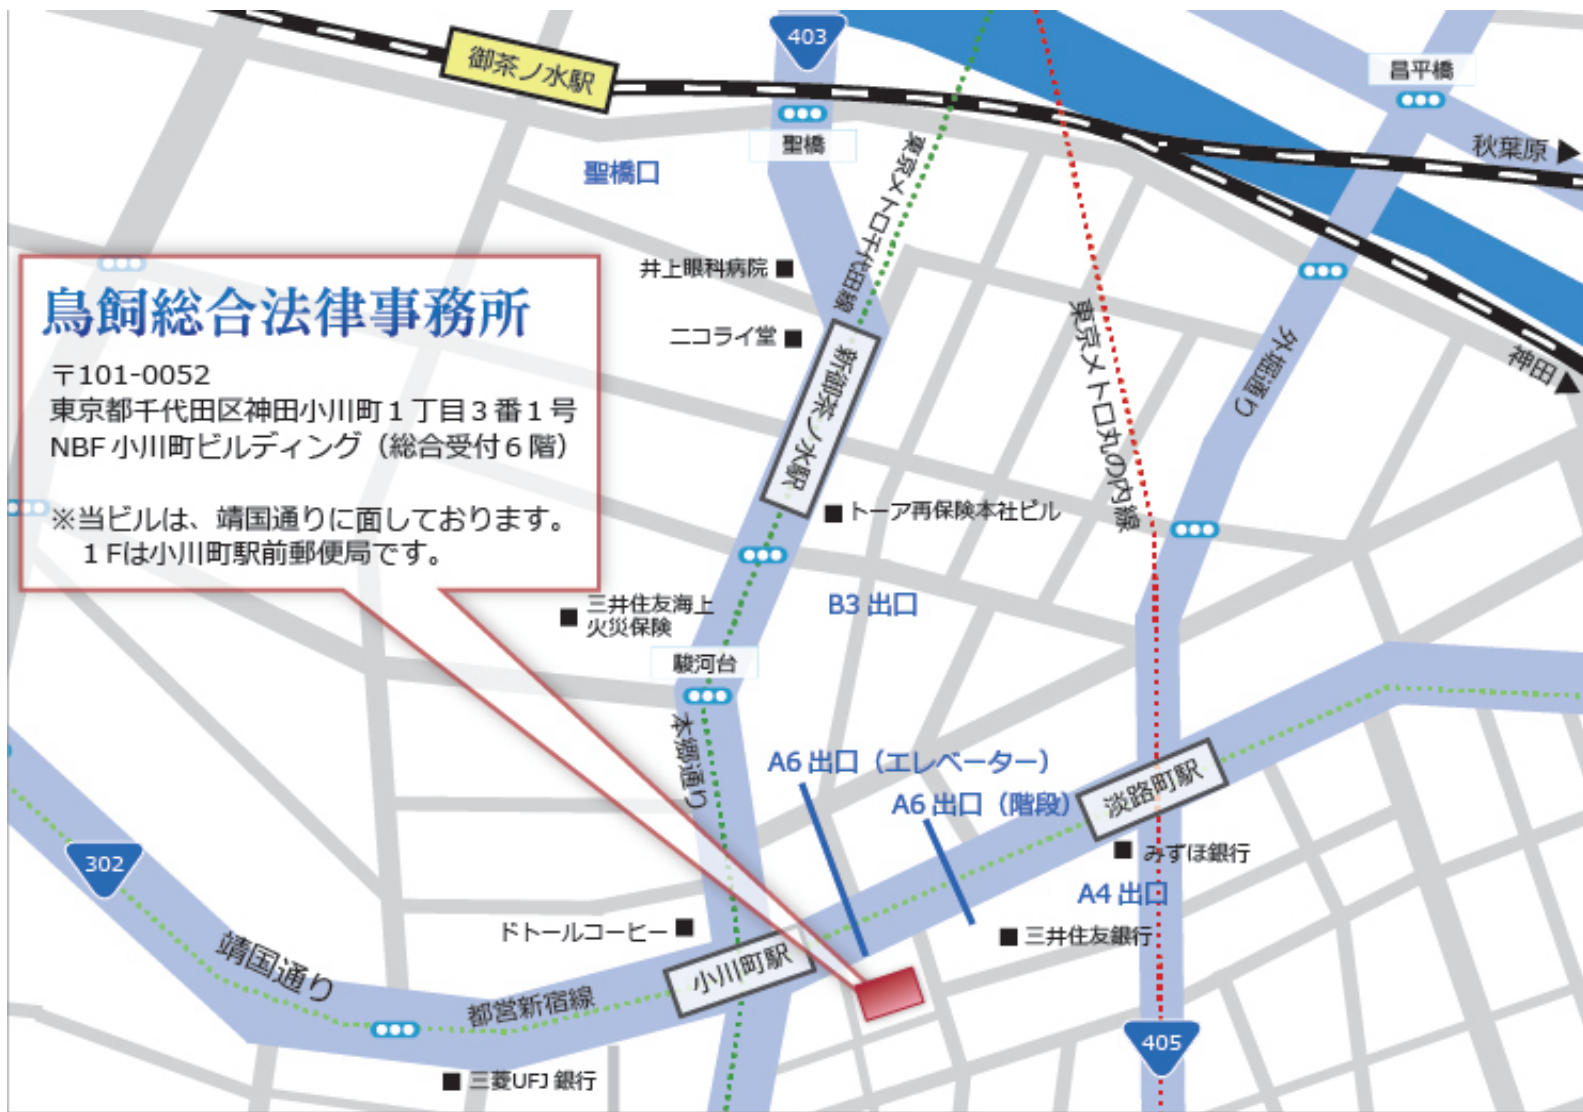 403
御茶ノ水駅
昌平橋
聖橋
秋葉原
聖橋口
東京メトロ千代田線
井上眼科病院
ニコライ堂
新御茶ノ水駅
東京メトロ丸の内線
外堀通り
神田
鳥飼総合法律事務所
〒101-0052
東京都千代田区神田小川町1丁目3番1号
NBF 小川町ビルディング（総合受付6階）
※当ビルは、靖国通りに面しております。
1Fは小川町駅前郵便局です。
トーア再保険本社ビル
三井住友海上
火災保険
B3 出口
駿河台
本郷通り
A6 出口（エレベーター）
A6 出口（階段）
淡路町駅
みずほ銀行
A4 出口
302
ドトールコーヒー
三井住友銀行
靖国通り
小川町駅
都営新宿線
405
三菱UFJ 銀行